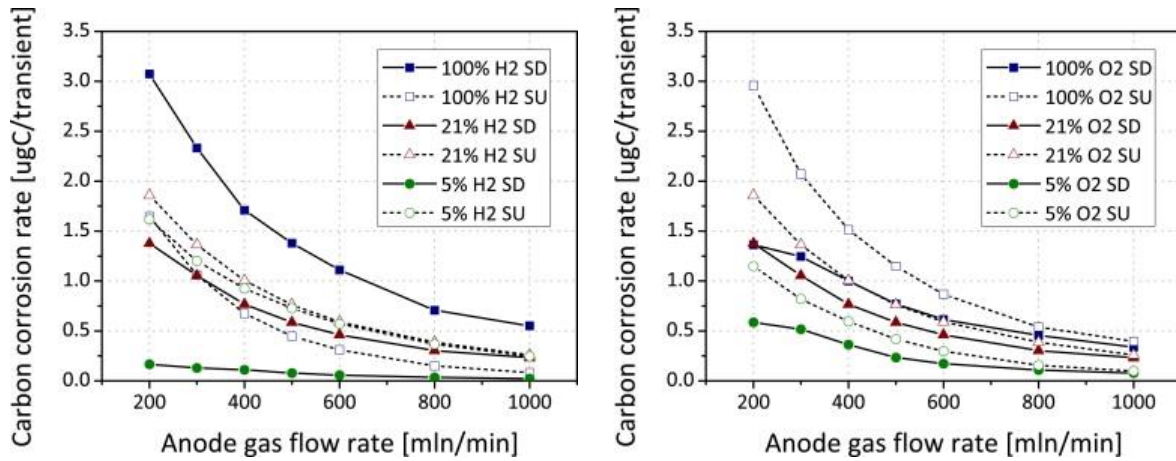 Carbon corrosion rate [ugC/transient]
3.5
3.0
2.5
2.0
1.5
1.0
0.5
0.0
100% H2 SD
100% H2 SU
21% H2 SD
21% H2 SU
5% H2 SD
5% H2 SU
200 400 600 800 1000
Anode gas flow rate [mln/min]
Carbon corrosion rate [ugC/transient]
3.5
3.0
2.5
2.0
1.5
1.0
0.5
0.0
100% O2 SD
100% O2 SU
21% O2 SD
21% O2 SU
5% O2 SD
5% O2 SU
200 400 600 800 1000
Anode gas flow rate [mln/min]